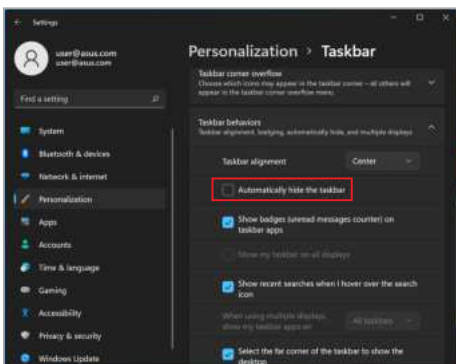 Settings
user@asus.com
user@asus.com
Find a setting
System
Bluetooth & devices
Network & internet
Personalization
Apps
Accounts
Time & language
Gaming
Accessibility
Privacy & security
Windows Update
Personalization > Taskbar
Taskbar corner overflow
Choose which icons may appear in the taskbar corner – all others will
appear in the taskbar corner overflow menu
Taskbar behaviors
Taskbar alignment, badging, automatically hide, and multiple displays
Taskbar alignment
Center
Automatically hide the taskbar
Show badges (unread messages counter) on
taskbar apps
Show my taskbar on all displays
Show recent searches when I hover over the search
icon
When using multiple displays,
show my taskbar apps on
All taskbars
Select the far corner of the taskbar to show the
desktop